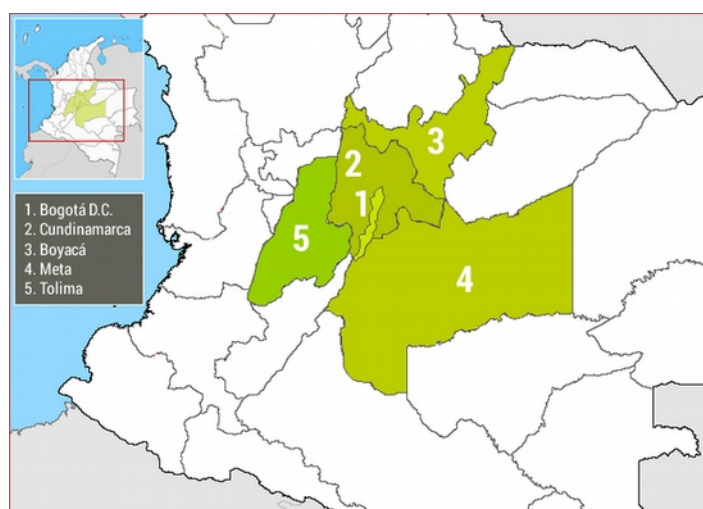 1. Bogotá D.C.
2. Cundinamarca
3. Boyacá
4. Meta
5. Tolima
3
2
1
5
4